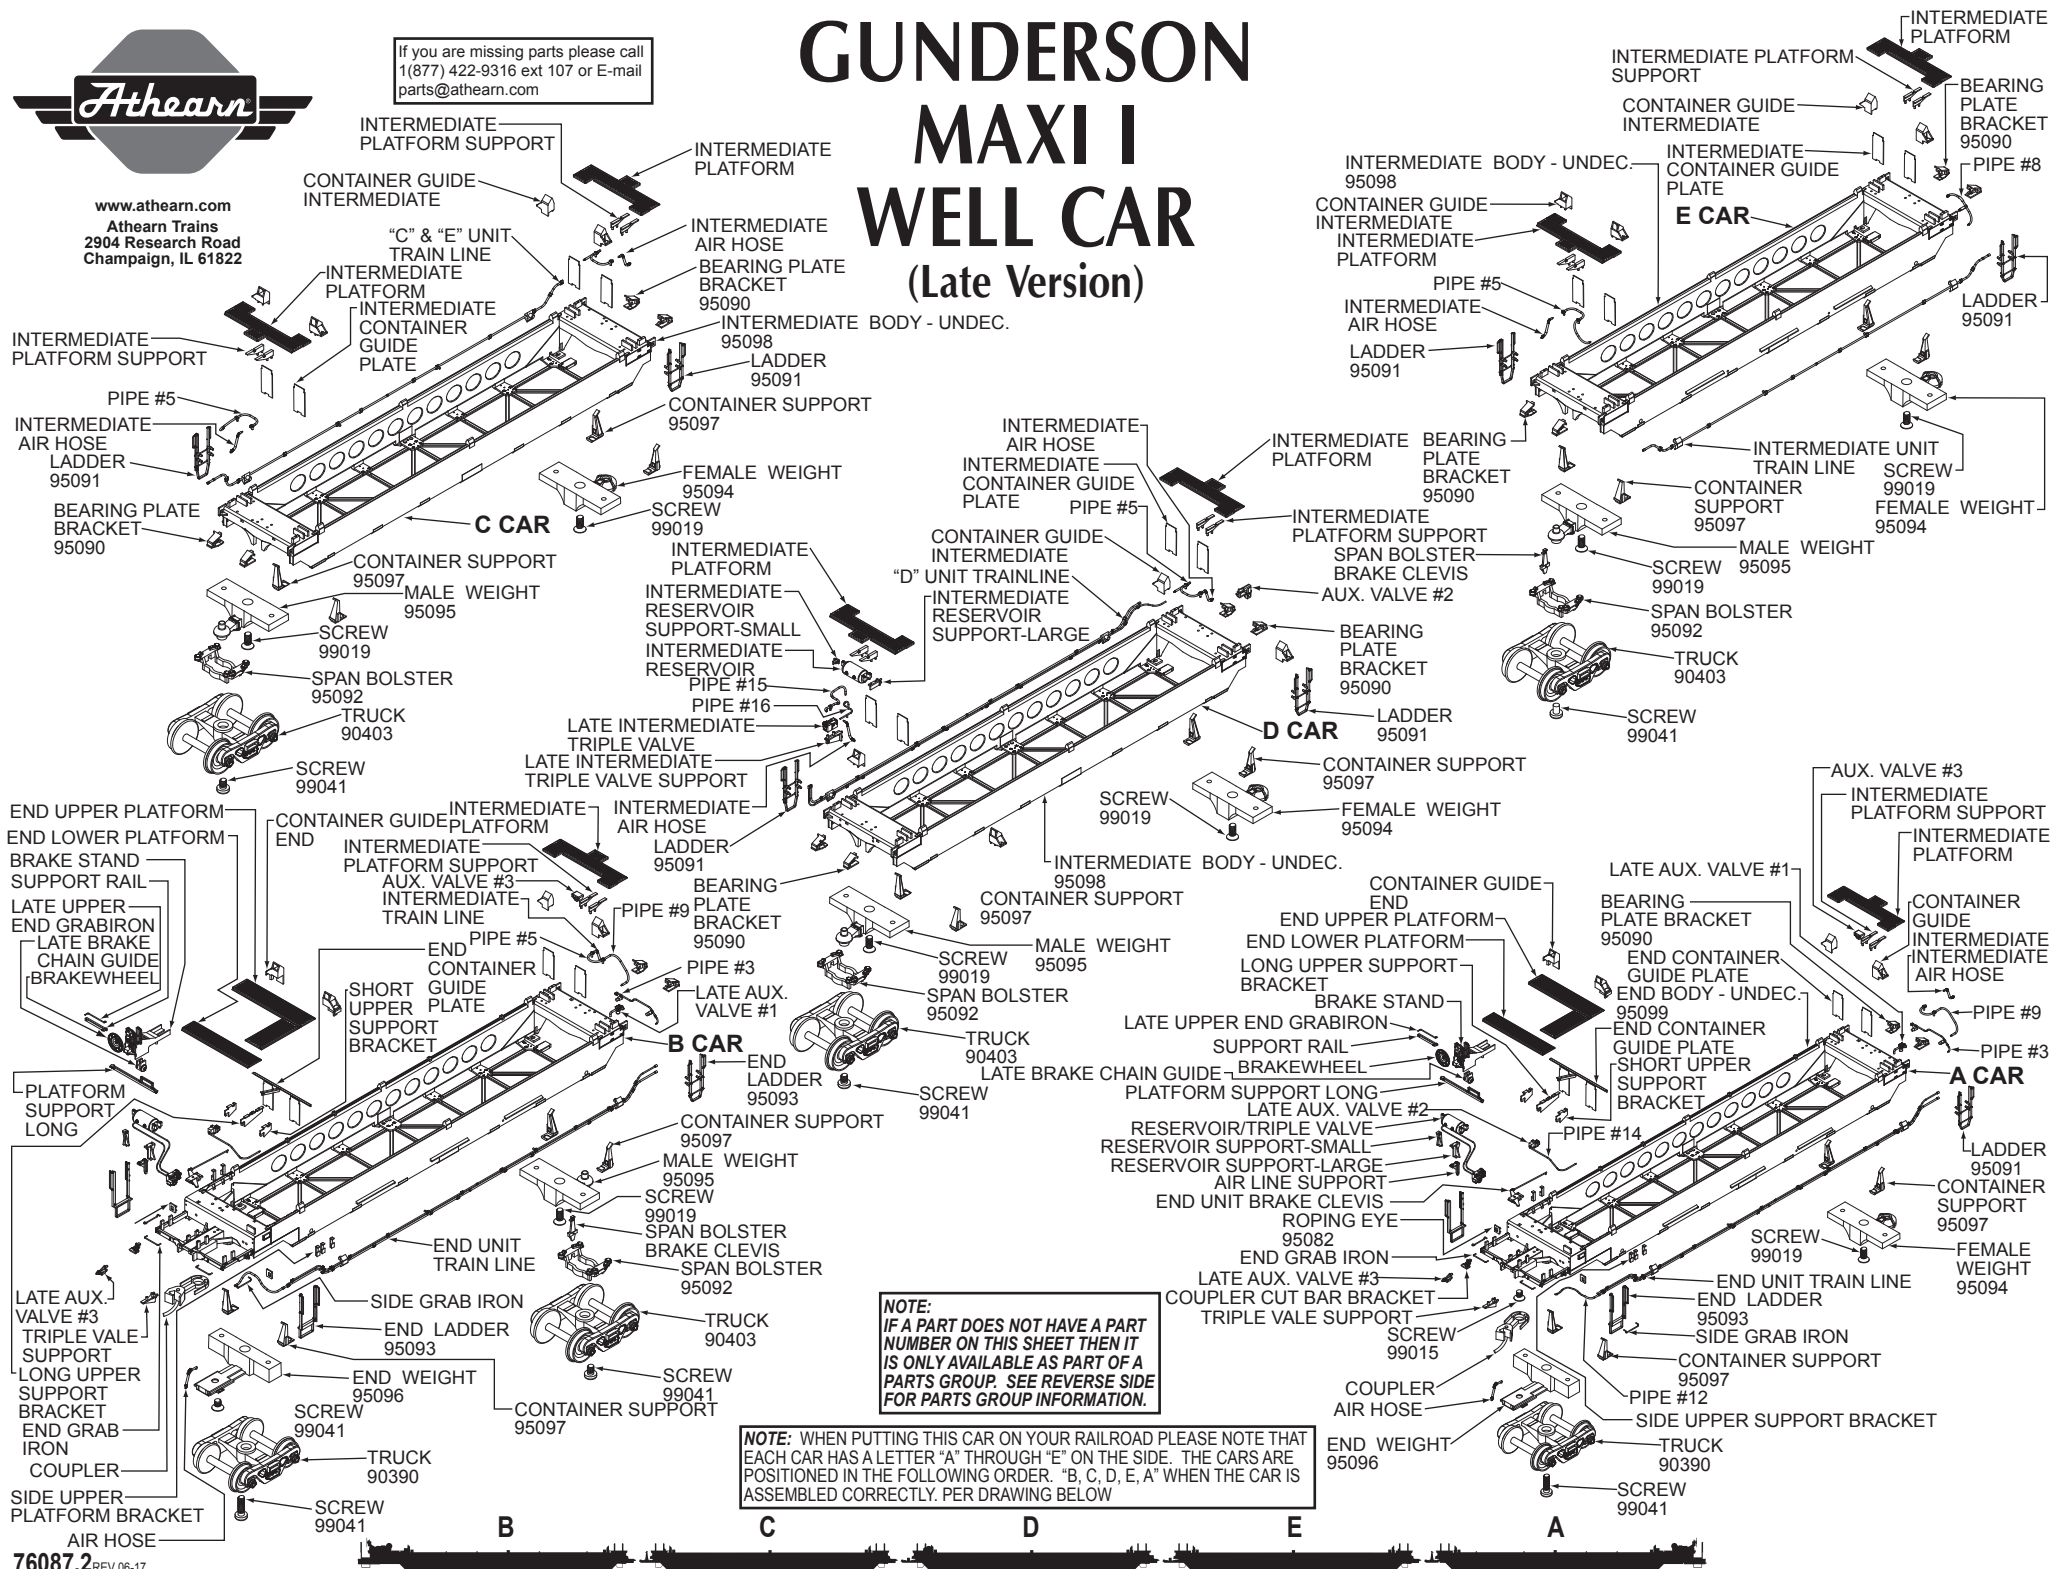 Athearn
www.athearn.com
Athearn Trains
2904 Research Road
Champaign, IL 61822
If you are missing parts please call
1(877) 422-9316 ext 107 or E-mail
parts@athearn.com
GUNDERSON
MAXI I
WELL CAR
(Late Version)
INTERMEDIATE
PLATFORM SUPPORT
INTERMEDIATE
PLATFORM
CONTAINER GUIDE
INTERMEDIATE
"C" & "E" UNIT
TRAIN LINE
INTERMEDIATE
AIR HOSE
BEARING PLATE
BRACKET
95090
INTERMEDIATE
PLATFORM
INTERMEDIATE
CONTAINER
GUIDE
PLATE
INTERMEDIATE
PLATFORM SUPPORT
INTERMEDIATE BODY - UNDEC.
95098
LADDER
95091
PIPE #5
INTERMEDIATE
AIR HOSE
LADDER
95091
CONTAINER SUPPORT
95097
FEMALE WEIGHT
95094
SCREW
99019
BEARING PLATE
BRACKET
95090
C CAR
CONTAINER SUPPORT
95097
MALE WEIGHT
95095
SCREW
99019
SPAN BOLSTER
95092
TRUCK
90403
SCREW
99041
INTERMEDIATE
PLATFORM
INTERMEDIATE PLATFORM
SUPPORT
CONTAINER GUIDE
INTERMEDIATE
BEARING
PLATE
BRACKET
95090
INTERMEDIATE
CONTAINER GUIDE
PLATE
PIPE #8
INTERMEDIATE BODY - UNDEC.
95098
E CAR
CONTAINER GUIDE
INTERMEDIATE
INTERMEDIATE
PLATFORM
PIPE #5
INTERMEDIATE
AIR HOSE
LADDER
95091
LADDER
95091
BEARING
PLATE
BRACKET
95090
INTERMEDIATE UNIT
TRAIN LINE
SCREW
99019
FEMALE WEIGHT
95094
CONTAINER
SUPPORT
95097
MALE WEIGHT
95095
SCREW
99019
SPAN BOLSTER
BRAKE CLEVIS
SPAN BOLSTER
95092
TRUCK
90403
SCREW
99041
INTERMEDIATE
AIR HOSE
INTERMEDIATE
CONTAINER GUIDE
PLATE
PIPE #5
INTERMEDIATE
PLATFORM
INTERMEDIATE
PLATFORM SUPPORT
CONTAINER GUIDE
INTERMEDIATE
"D" UNIT TRAINLINE
INTERMEDIATE
RESERVOIR
SUPPORT-LARGE
AUX. VALVE #2
BEARING
PLATE
BRACKET
95090
INTERMEDIATE
PLATFORM
INTERMEDIATE
RESERVOIR
SUPPORT-SMALL
INTERMEDIATE
RESERVOIR
PIPE #15
PIPE #16
LATE INTERMEDIATE
TRIPLE VALVE
LATE INTERMEDIATE
TRIPLE VALVE SUPPORT
INTERMEDIATE
AIR HOSE
LADDER
95091
LADDER
95091
D CAR
CONTAINER SUPPORT
95097
SCREW
99019
FEMALE WEIGHT
95094
INTERMEDIATE BODY - UNDEC.
95098
BEARING
PLATE
BRACKET
95090
CONTAINER SUPPORT
95097
MALE WEIGHT
95095
SCREW
99019
SPAN BOLSTER
95092
TRUCK
90403
SCREW
99041
END UPPER PLATFORM
END LOWER PLATFORM
BRAKE STAND
SUPPORT RAIL
LATE UPPER
END GRABIRON
LATE BRAKE
CHAIN GUIDE
BRAKEWHEEL
CONTAINER GUIDE
END
INTERMEDIATE
PLATFORM
INTERMEDIATE
PLATFORM SUPPORT
AUX. VALVE #3
INTERMEDIATE
TRAIN LINE
PIPE #5
PIPE #9
END
CONTAINER
GUIDE
PLATE
SHORT
UPPER
SUPPORT
BRACKET
PIPE #3
LATE AUX.
VALVE #1
B CAR
END
LADDER
95093
PLATFORM
SUPPORT
LONG
CONTAINER SUPPORT
95097
MALE WEIGHT
95095
SCREW
99019
SPAN BOLSTER
BRAKE CLEVIS
SPAN BOLSTER
95092
TRUCK
90403
SCREW
99041
END UNIT
TRAIN LINE
SIDE GRAB IRON
END LADDER
95093
END WEIGHT
95096
CONTAINER SUPPORT
95097
SCREW
99041
TRUCK
90390
SCREW
99041
LATE AUX.
VALVE #3
TRIPLE VALE
SUPPORT
LONG UPPER
SUPPORT
BRACKET
END GRAB
IRON
COUPLER
SIDE UPPER
PLATFORM BRACKET
AIR HOSE
AUX. VALVE #3
INTERMEDIATE
PLATFORM SUPPORT
INTERMEDIATE
PLATFORM
LATE AUX. VALVE #1
BEARING
PLATE BRACKET
95090
CONTAINER
GUIDE
INTERMEDIATE
INTERMEDIATE
AIR HOSE
CONTAINER GUIDE
END
END UPPER PLATFORM
END LOWER PLATFORM
LONG UPPER SUPPORT
BRACKET
BRAKE STAND
LATE UPPER END GRABIRON
SUPPORT RAIL
BRAKEWHEEL
LATE BRAKE CHAIN GUIDE
PLATFORM SUPPORT LONG
LATE AUX. VALVE #2
RESERVOIR/TRIPLE VALVE
RESERVOIR SUPPORT-SMALL
RESERVOIR SUPPORT-LARGE
AIR LINE SUPPORT
END UNIT BRAKE CLEVIS
ROPING EYE
95082
END GRAB IRON
LATE AUX. VALVE #3
COUPLER CUT BAR BRACKET
TRIPLE VALE SUPPORT
SCREW
99015
COUPLER
AIR HOSE
END WEIGHT
95096
END CONTAINER
GUIDE PLATE
END BODY - UNDEC.
95099
END CONTAINER
GUIDE PLATE
SHORT UPPER
SUPPORT
BRACKET
PIPE #9
PIPE #3
A CAR
PIPE #14
LADDER
95091
CONTAINER
SUPPORT
95097
SCREW
99019
FEMALE
WEIGHT
95094
END UNIT TRAIN LINE
END LADDER
95093
SIDE GRAB IRON
CONTAINER SUPPORT
95097
PIPE #12
SIDE UPPER SUPPORT BRACKET
TRUCK
90390
SCREW
99041
NOTE:
IF A PART DOES NOT HAVE A PART
NUMBER ON THIS SHEET THEN IT
IS ONLY AVAILABLE AS PART OF A
PARTS GROUP. SEE REVERSE SIDE
FOR PARTS GROUP INFORMATION.
NOTE: WHEN PUTTING THIS CAR ON YOUR RAILROAD PLEASE NOTE THAT
EACH CAR HAS A LETTER "A" THROUGH "E" ON THE SIDE. THE CARS ARE
POSITIONED IN THE FOLLOWING ORDER. "B, C, D, E, A" WHEN THE CAR IS
ASSEMBLED CORRECTLY. PER DRAWING BELOW
B C D E A
76087.2 REV 06-17